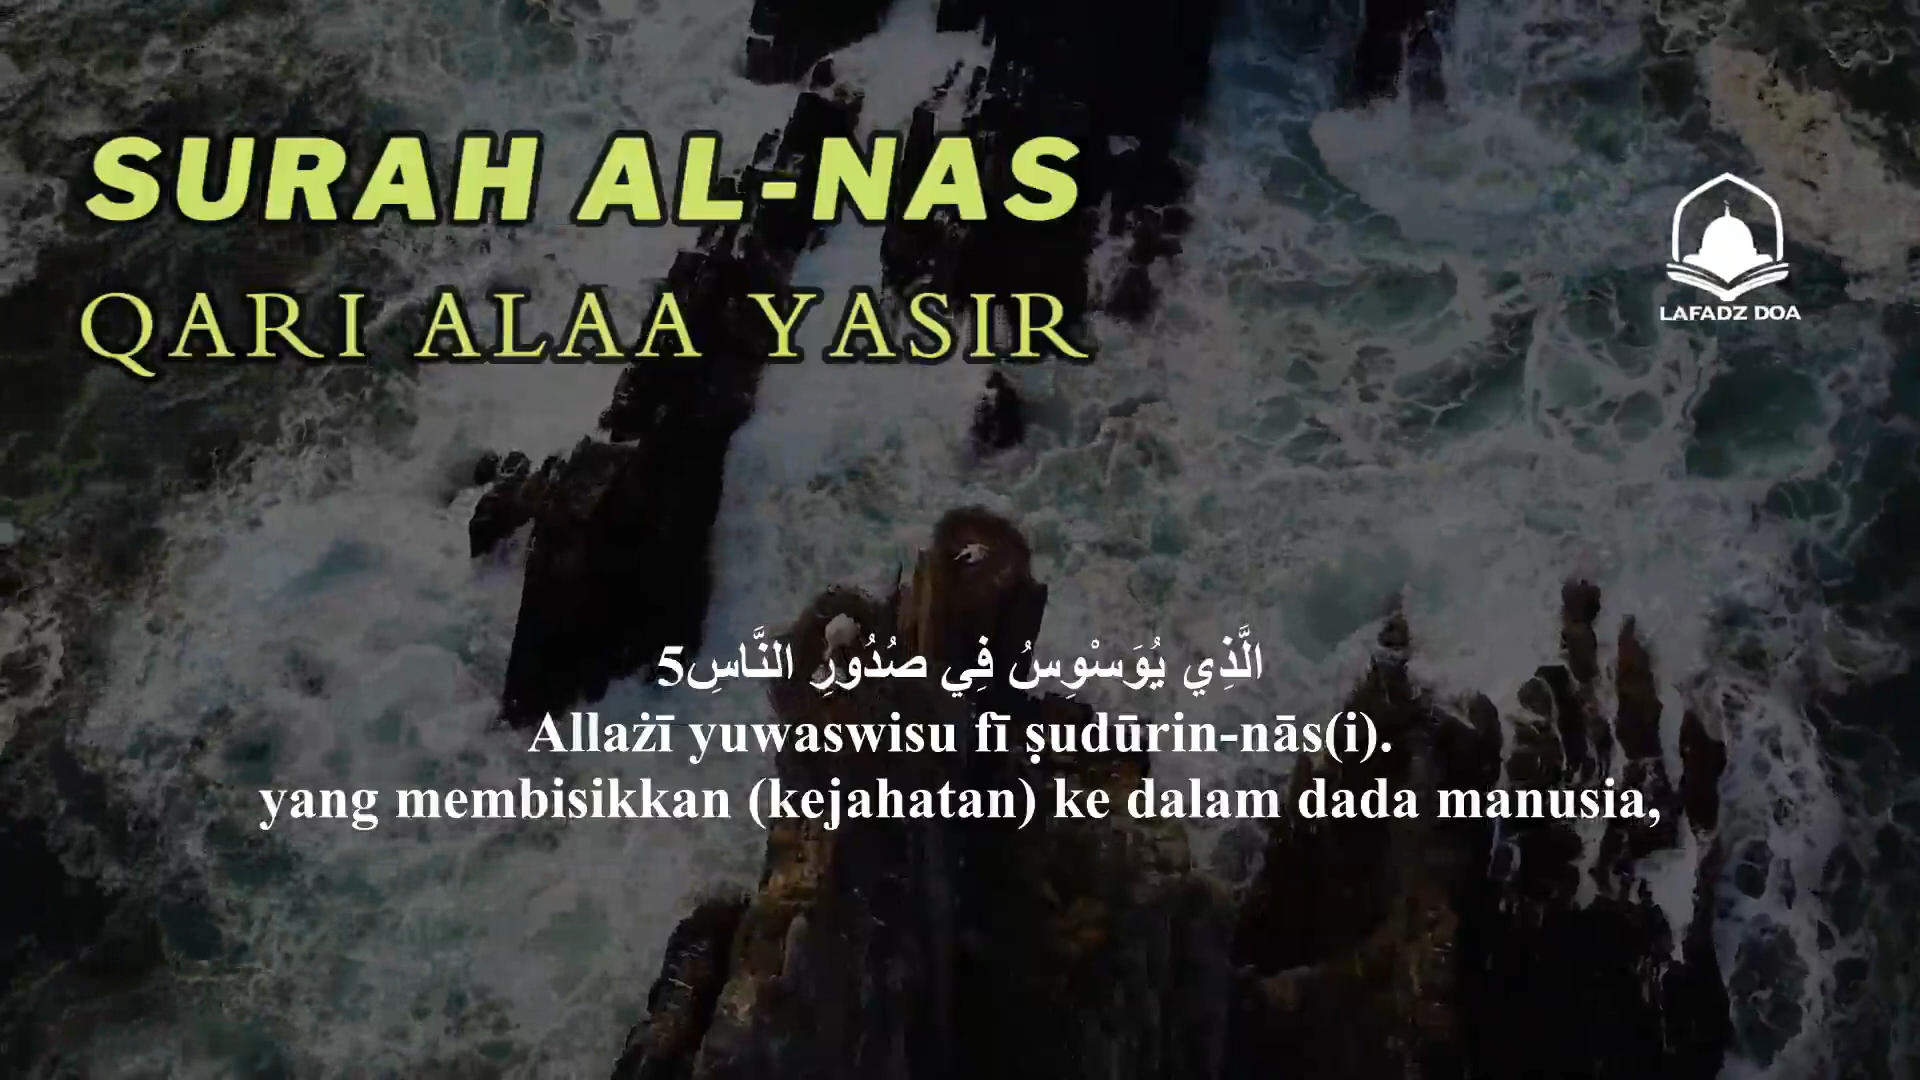 SURAH AL-NAS
QARI ALAA YASIR
LAFADZ DOA
الَّذِي يُوَسْوِسُ فِي صُدُورِ النَّاسِ5
Allażī yuwaswisu fī ṣudūrin-nās(i).
yang membisikkan (kejahatan) ke dalam dada manusia,